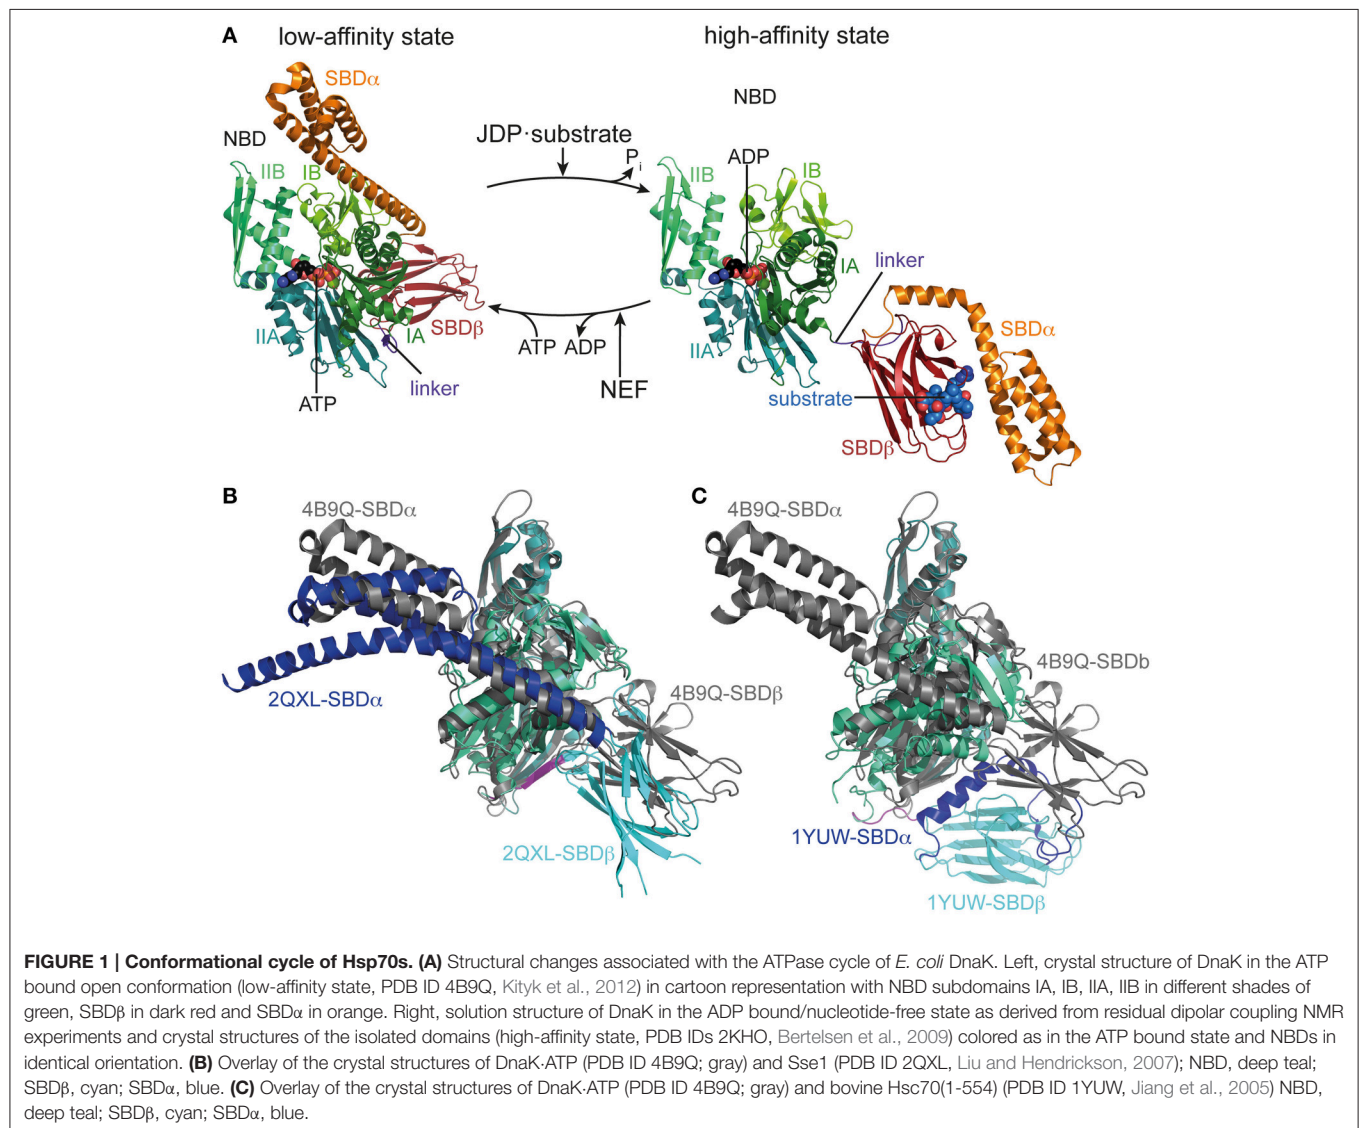 A
low-affinity state
high-affinity state
SBDα
NBD
NBD
JDP·substrate
Pi
ADP
IIB
IB
IIB
IB
IA
linker
SBDα
IIA
IA
SBDβ
IIA
ATP
ADP
linker
ATP
NEF
substrate
SBDβ
B
4B9Q-SBDα
2QXL-SBDα
4B9Q-SBDβ
2QXL-SBDβ
C
4B9Q-SBDα
4B9Q-SBDb
1YUW-SBDα
1YUW-SBDβ
FIGURE 1 | Conformational cycle of Hsp70s. (A) Structural changes associated with the ATPase cycle of E. coli DnaK. Left, crystal structure of DnaK in the ATP
bound open conformation (low-affinity state, PDB ID 4B9Q, Kityk et al., 2012) in cartoon representation with NBD subdomains IA, IB, IIA, IIB in different shades of
green, SBDβ in dark red and SBDα in orange. Right, solution structure of DnaK in the ADP bound/nucleotide-free state as derived from residual dipolar coupling NMR
experiments and crystal structures of the isolated domains (high-affinity state, PDB IDs 2KHO, Bertelsen et al., 2009) colored as in the ATP bound state and NBDs in
identical orientation. (B) Overlay of the crystal structures of DnaK·ATP (PDB ID 4B9Q; gray) and Sse1 (PDB ID 2QXL, Liu and Hendrickson, 2007); NBD, deep teal;
SBDβ, cyan; SBDα, blue. (C) Overlay of the crystal structures of DnaK·ATP (PDB ID 4B9Q; gray) and bovine Hsc70(1-554) (PDB ID 1YUW, Jiang et al., 2005) NBD,
deep teal; SBDβ, cyan; SBDα, blue.